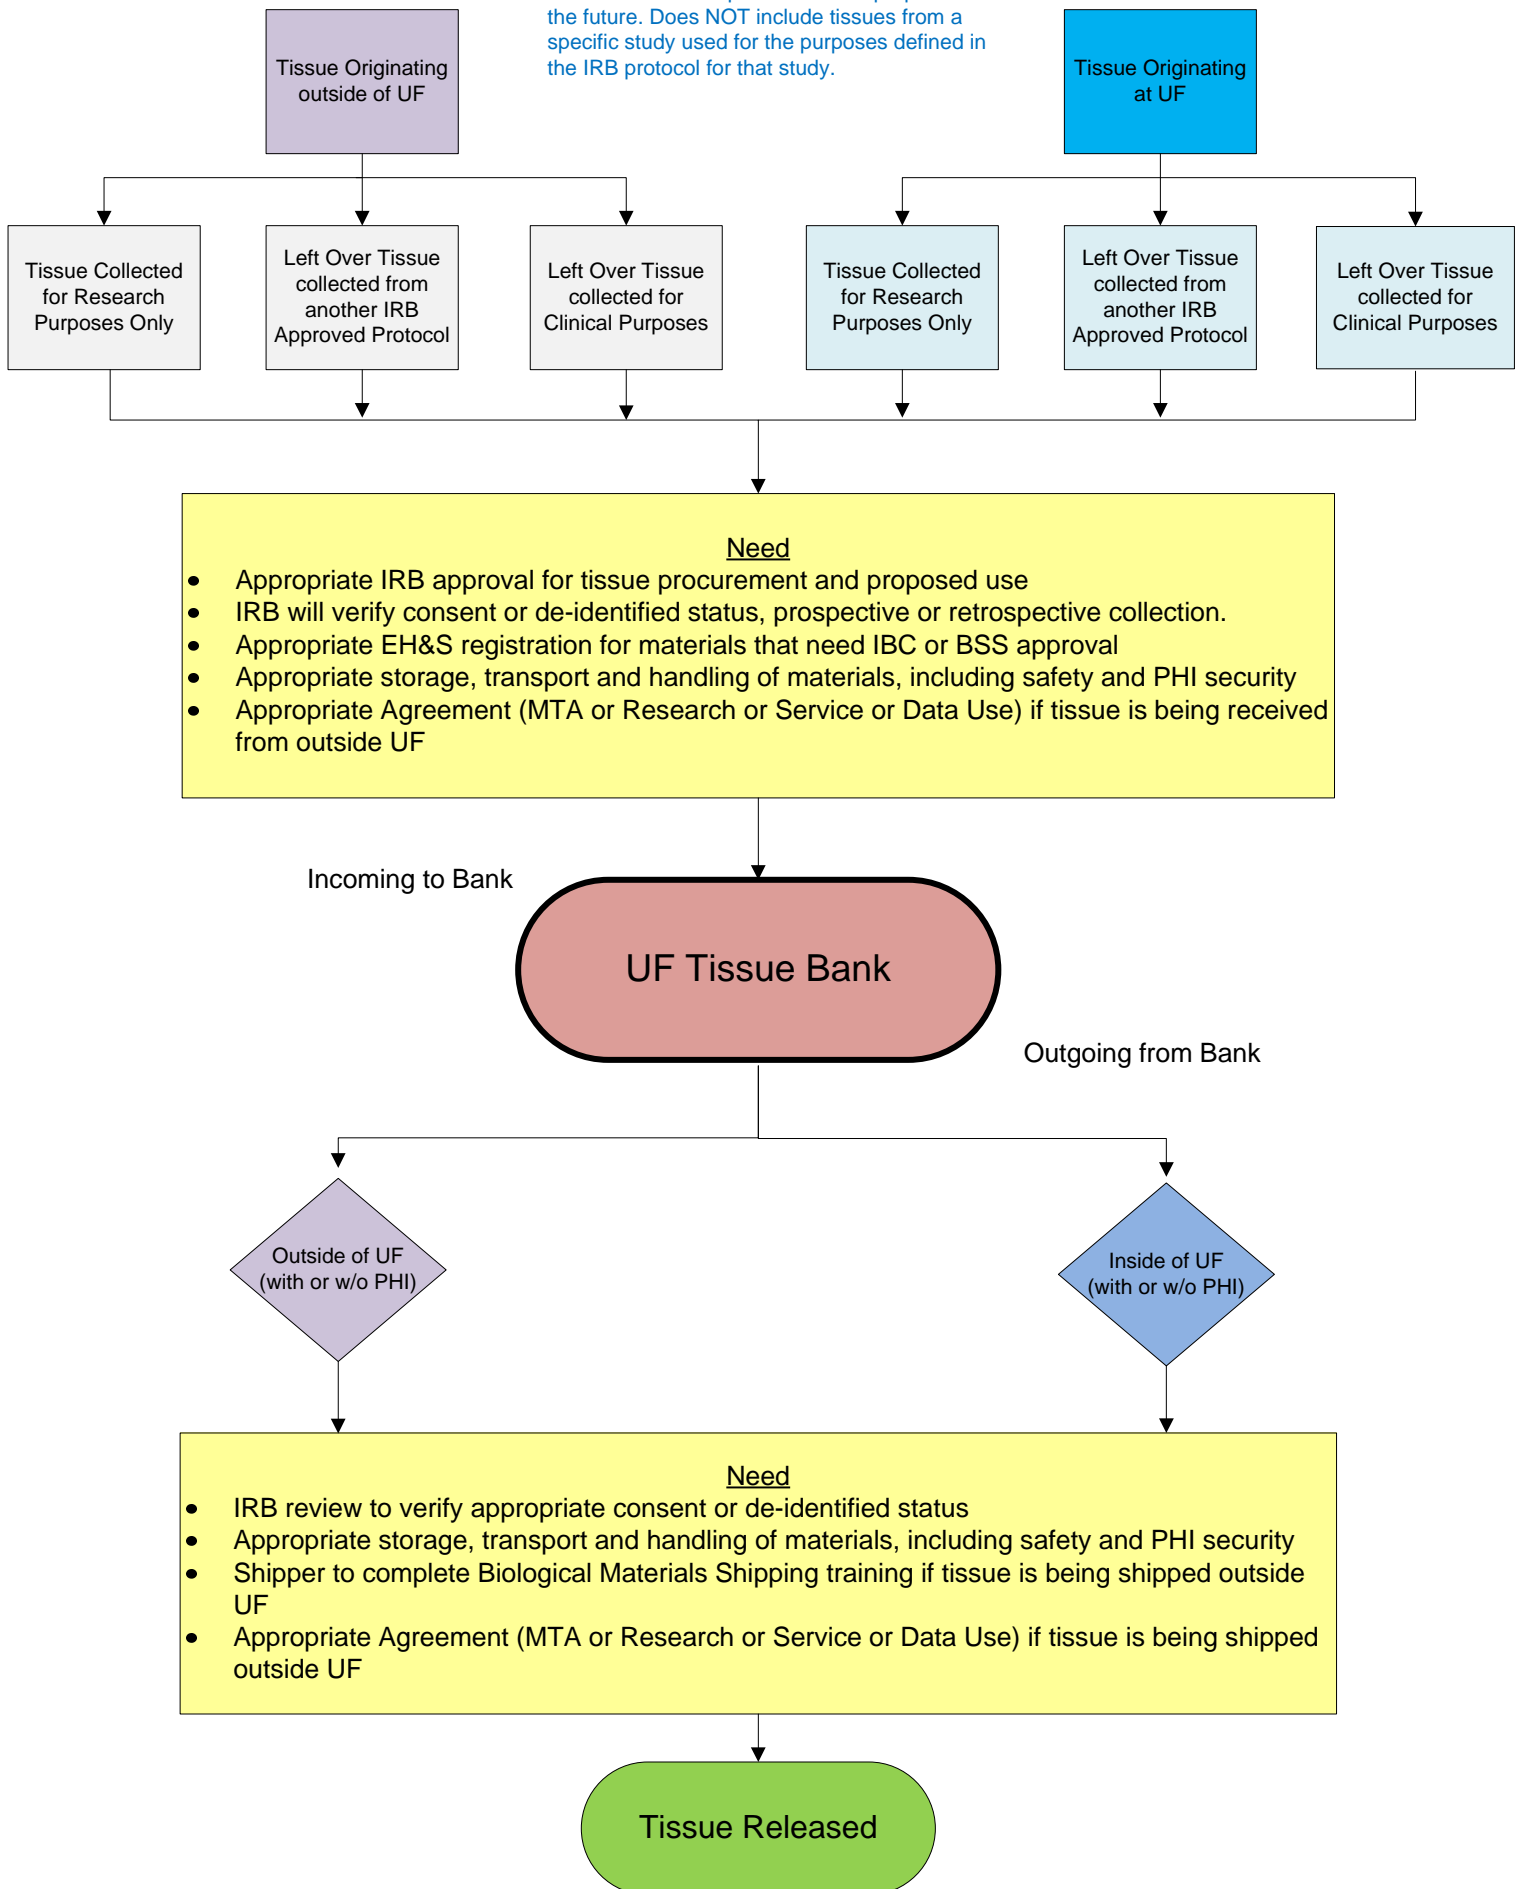 the future. Does NOT include tissues from a
specific study used for the purposes defined in
the IRB protocol for that study.
Tissue Originating
outside of UF
Tissue Originating
at UF
Tissue Collected
for Research
Purposes Only
Left Over Tissue
collected from
another IRB
Approved Protocol
Left Over Tissue
collected for
Clinical Purposes
Tissue Collected
for Research
Purposes Only
Left Over Tissue
collected from
another IRB
Approved Protocol
Left Over Tissue
collected for
Clinical Purposes
Need
• Appropriate IRB approval for tissue procurement and proposed use
• IRB will verify consent or de-identified status, prospective or retrospective collection.
• Appropriate EH&S registration for materials that need IBC or BSS approval
• Appropriate storage, transport and handling of materials, including safety and PHI security
• Appropriate Agreement (MTA or Research or Service or Data Use) if tissue is being received
from outside UF
Incoming to Bank
UF Tissue Bank
Outgoing from Bank
Outside of UF
(with or w/o PHI)
Inside of UF
(with or w/o PHI)
Need
• IRB review to verify appropriate consent or de-identified status
• Appropriate storage, transport and handling of materials, including safety and PHI security
• Shipper to complete Biological Materials Shipping training if tissue is being shipped outside
UF
• Appropriate Agreement (MTA or Research or Service or Data Use) if tissue is being shipped
outside UF
Tissue Released